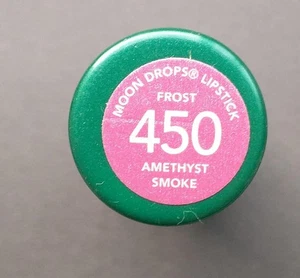 MOON DROPS® LIPSTICK
FROST
450
AMETHYST
SMOKE